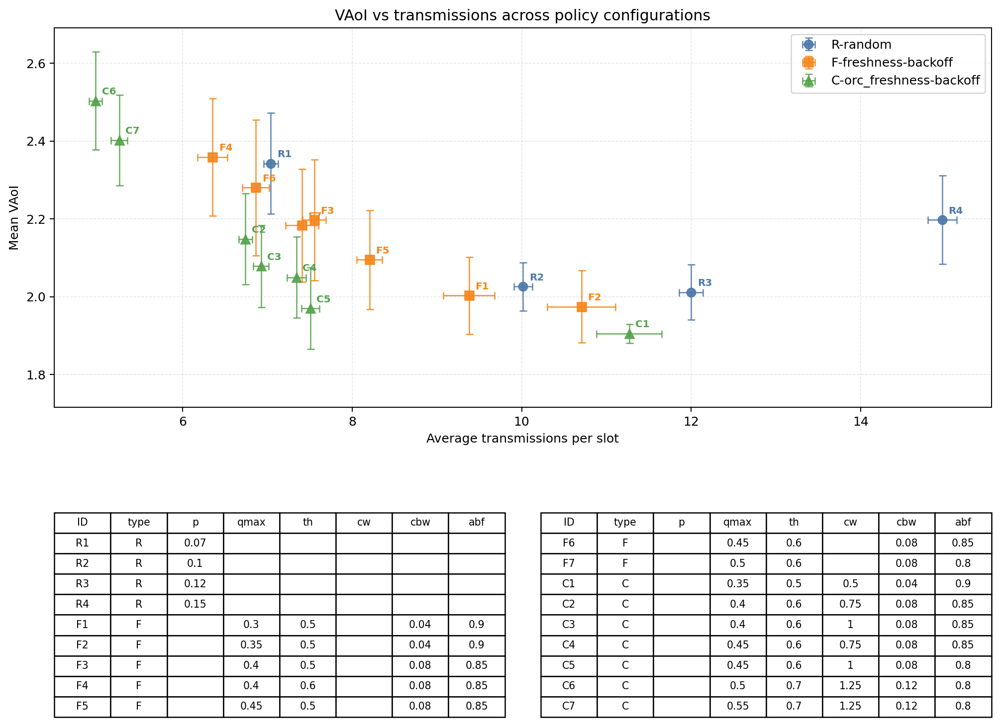 VAoI vs transmissions across policy configurations
R-random
F-freshness-backoff
C-orc_freshness-backoff
Mean VAoI
2.6
2.4
2.2
2.0
1.8
C6
C7
F4
R1
F6
F3
F7
R4
C2
C3
F5
C4
C5
F1
R2
F2
R3
C1
6 8 10 12 14
Average transmissions per slot
ID type p qmax th cw cbw abf
R1 R 0.07
R2 R 0.1
R3 R 0.12
R4 R 0.15
F1 F 0.3 0.5 0.04 0.9
F2 F 0.35 0.5 0.04 0.9
F3 F 0.4 0.5 0.08 0.85
F4 F 0.4 0.6 0.08 0.85
F5 F 0.45 0.5 0.08 0.85
ID type p qmax th cw cbw abf
F6 F 0.45 0.6 0.08 0.85
F7 F 0.5 0.6 0.08 0.8
C1 C 0.35 0.5 0.5 0.04 0.9
C2 C 0.4 0.6 0.75 0.08 0.85
C3 C 0.4 0.6 1 0.08 0.85
C4 C 0.45 0.6 0.75 0.08 0.85
C5 C 0.45 0.6 1 0.08 0.8
C6 C 0.5 0.7 1.25 0.12 0.8
C7 C 0.55 0.7 1.25 0.12 0.8